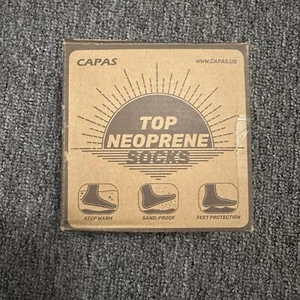 CAPAS WWW.CAPAS.US
TOP
NEOPRENE
SOCKS
KEEP WARM SAND-PROOF FEET PROTECTION